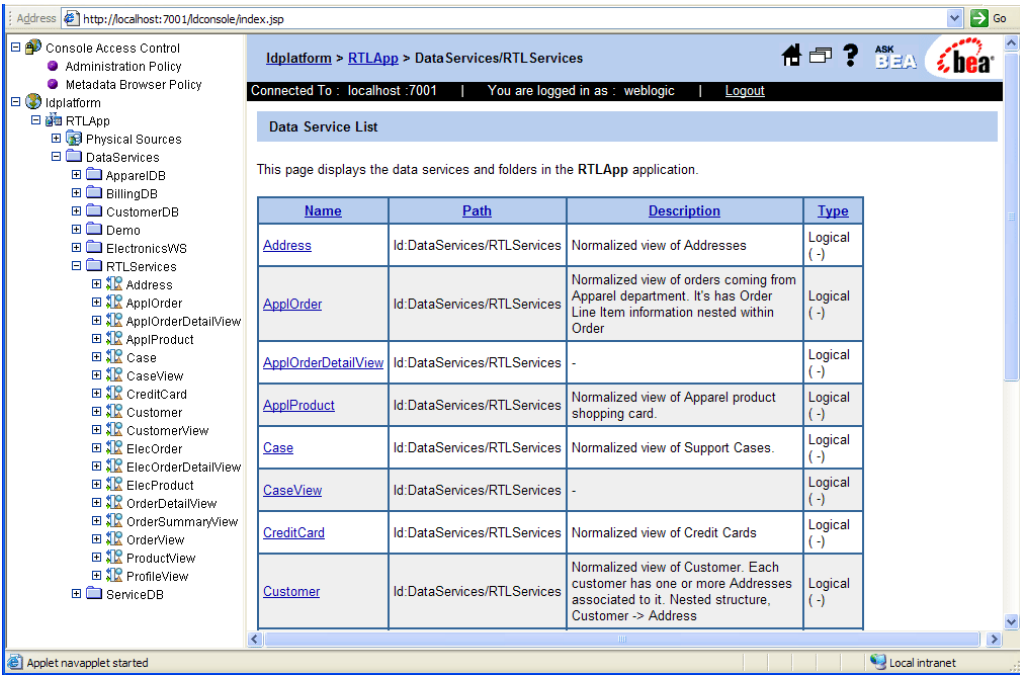 Address http://localhost:7001/ldconsole/index.jsp Go
Console Access Control
Administration Policy
Metadata Browser Policy
ldplatform
RTLApp
Physical Sources
DataServices
ApparelDB
BillingDB
CustomerDB
Demo
ElectronicsWS
RTLServices
Address
ApplOrder
ApplOrderDetailView
ApplProduct
Case
CaseView
CreditCard
Customer
CustomerView
ElecOrder
ElecOrderDetailView
ElecProduct
OrderDetailView
OrderSummaryView
OrderView
ProductView
ProfileView
ServiceDB
ldplatform > RTLApp > DataServices/RTLServices
? ASK BEA bea
Connected To : localhost :7001 | You are logged in as : weblogic | Logout
Data Service List
This page displays the data services and folders in the RTLApp application.
Name Path Description Type
Address ld:DataServices/RTLServices Normalized view of Addresses Logical
( -)
ApplOrder ld:DataServices/RTLServices Normalized view of orders coming from
Apparel department. It's has Order
Line Item information nested within
Order
Logical
( -)
ApplOrderDetailView ld:DataServices/RTLServices - Logical
( -)
ApplProduct ld:DataServices/RTLServices Normalized view of Apparel product
shopping card.
Logical
( -)
Case ld:DataServices/RTLServices Normalized view of Support Cases. Logical
( -)
CaseView ld:DataServices/RTLServices - Logical
( -)
CreditCard ld:DataServices/RTLServices Normalized view of Credit Cards Logical
( -)
Customer ld:DataServices/RTLServices Normalized view of Customer. Each
customer has one or more Addresses
associated to it. Nested structure,
Customer -> Address
Logical
( -)
Applet navapplet started
Local intranet